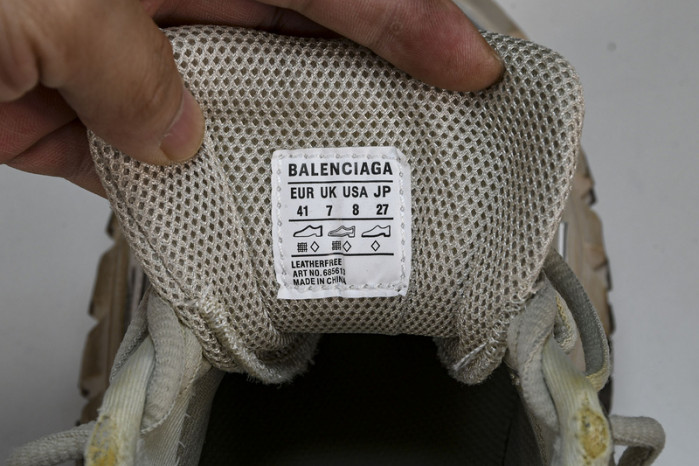 BALENCIAGA
EUR UK USA JP
41 7 8 27
LEATHERFREE
ART NO.
MADE IN CHINA